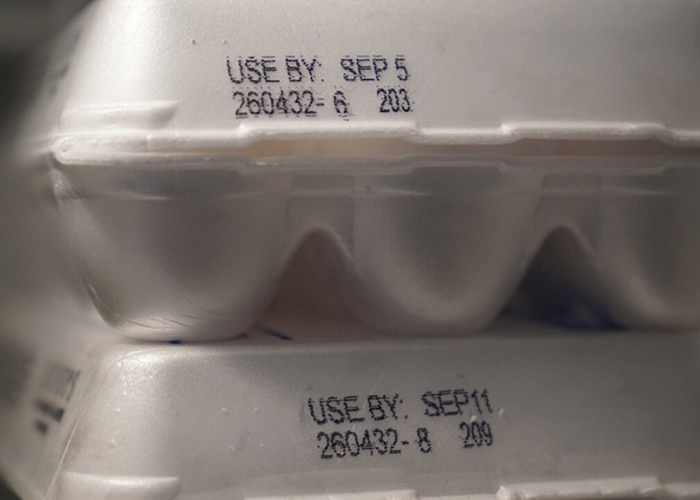 USE BY: SEP 5
260432- 6 203
USE BY: SEP11
260432- 8 209